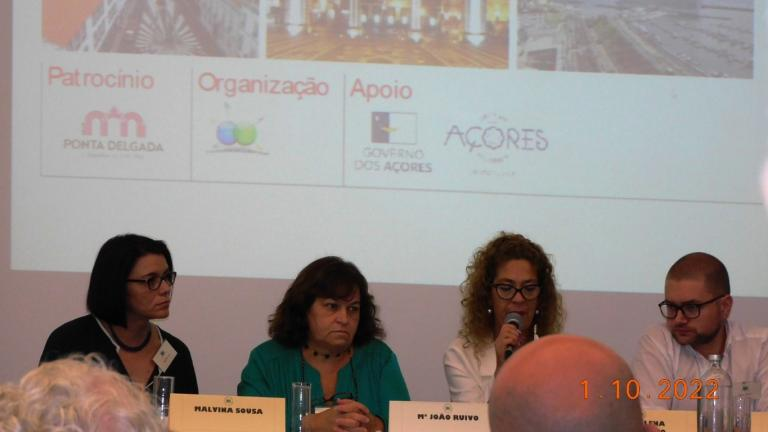 Patrocínio
Organização
Apoio
PONTA DELGADA
GOVERNO
DOS AÇORES
AÇORES
MALVINA SOUSA
Mª JOÃO RUIVO
1.10.2022